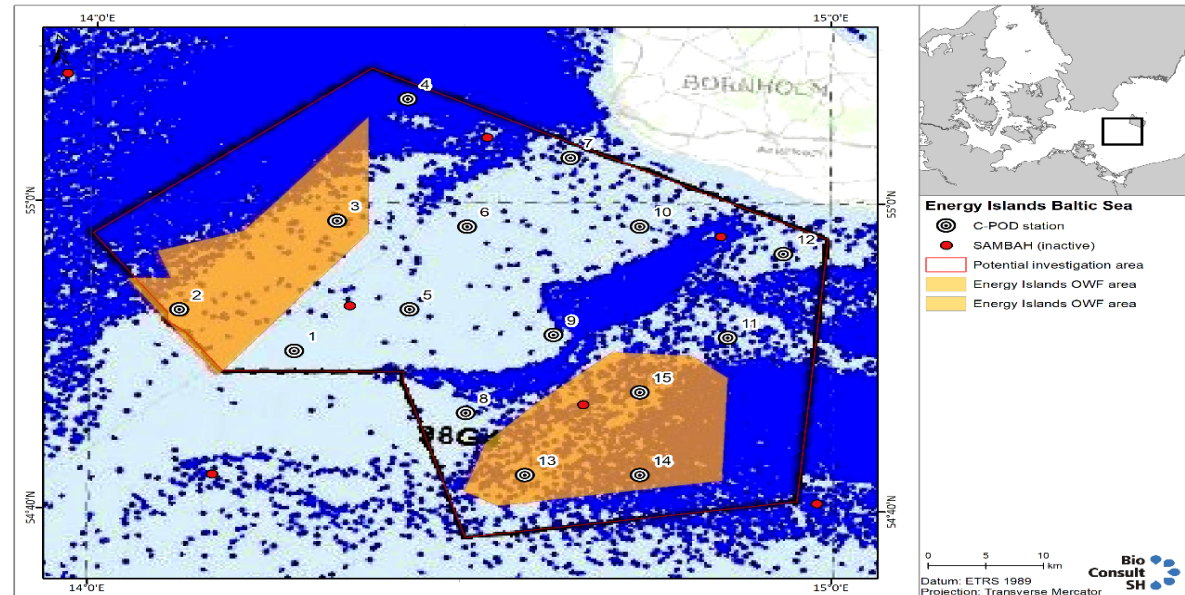 14°0'E
15°0'E
BORNHOLM
4
7
55°0'N
55°0'N
3
6
10
12
2
5
9
11
1
15
8
13
14
54°40'N
54°40'N
14°0'E
15°0'E
Energy Islands Baltic Sea
C-POD station
SAMBAH (inactive)
Potential investigation area
Energy Islands OWF area
Energy Islands OWF area
0 5 10
km
Datum: ETRS 1989
Projection: Transverse Mercator
Bio
Consult
SH